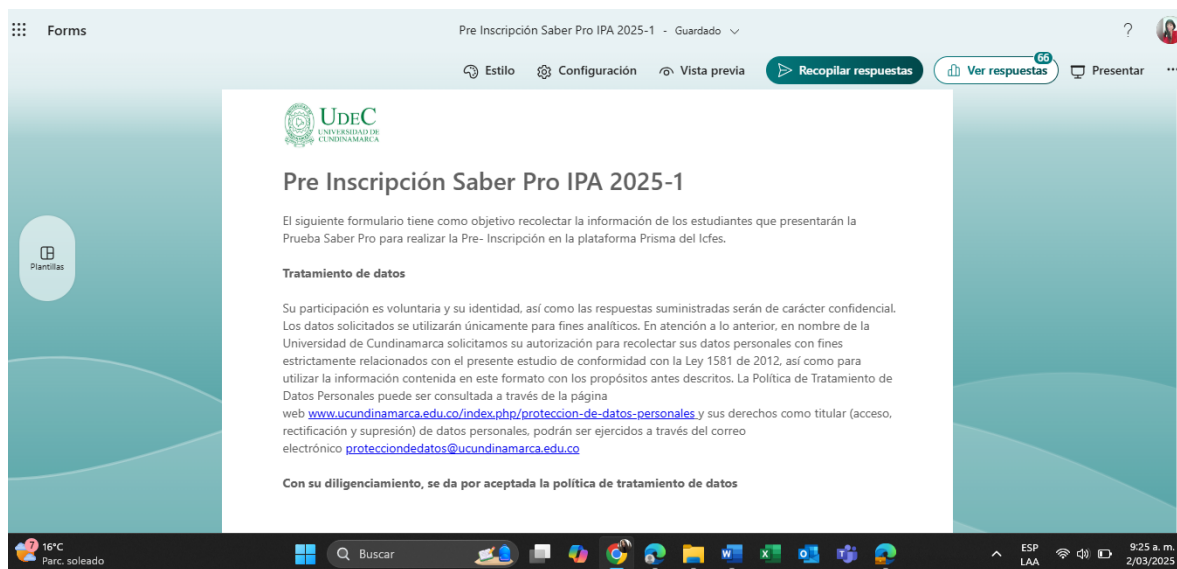 Forms
Pre Inscripción Saber Pro IPA 2025-1 - Guardado
?
Estilo
Configuración
Vista previa
Recopilar respuestas
Ver respuestas
66
Presentar
...
UDEC
UNIVERSIDAD DE
CUNDINAMARCA
Pre Inscripción Saber Pro IPA 2025-1
El siguiente formulario tiene como objetivo recolectar la información de los estudiantes que presentarán la
Prueba Saber Pro para realizar la Pre- Inscripción en la plataforma Prisma del Icfes.
Plantillas
Tratamiento de datos
Su participación es voluntaria y su identidad, así como las respuestas suministradas serán de carácter confidencial.
Los datos solicitados se utilizarán únicamente para fines analíticos. En atención a lo anterior, en nombre de la
Universidad de Cundinamarca solicitamos su autorización para recolectar sus datos personales con fines
estrictamente relacionados con el presente estudio de conformidad con la Ley 1581 de 2012, así como para
utilizar la información contenida en este formato con los propósitos antes descritos. La Política de Tratamiento de
Datos Personales puede ser consultada a través de la página
web www.ucundinamarca.edu.co/index.php/proteccion-de-datos-personales y sus derechos como titular (acceso,
rectificación y supresión) de datos personales, podrán ser ejercidos a través del correo
electrónico protecciondedatos@ucundinamarca.edu.co
Con su diligenciamiento, se da por aceptada la política de tratamiento de datos
7
16°C
Parc. soleado
Buscar
ESP
LAA
9:25 a. m.
2/03/2025